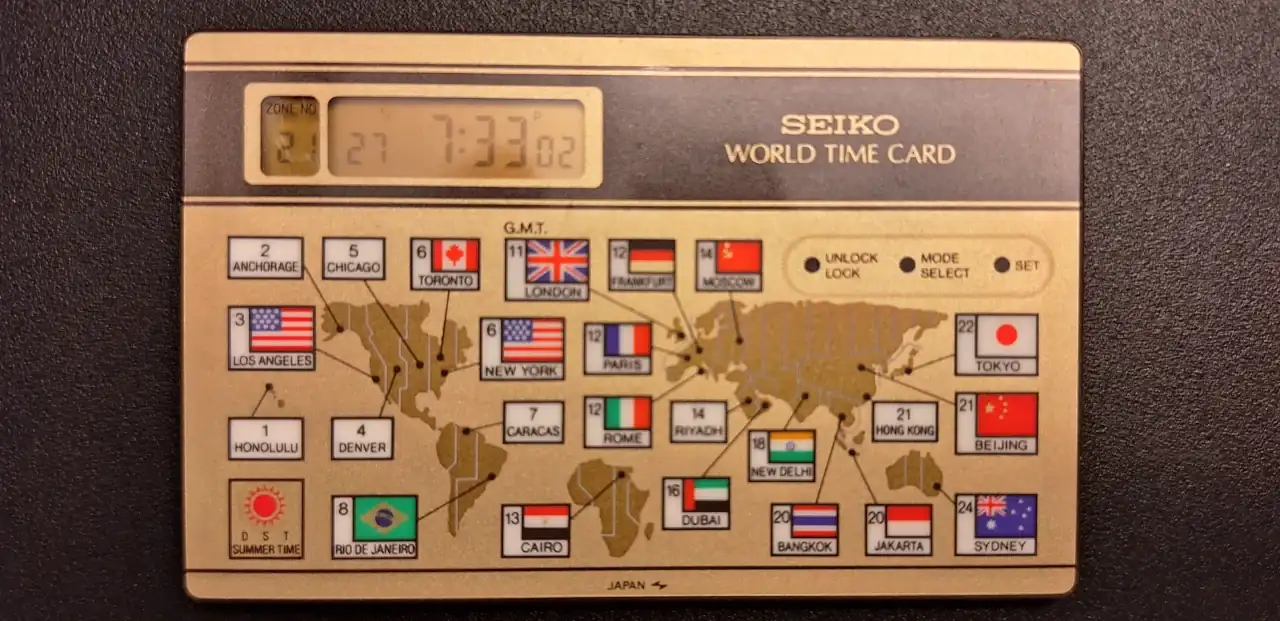 ZONE NO
21 27 7:33 P 02
SEIKO
WORLD TIME CARD
G.M.T.
2
ANCHORAGE
5
CHICAGO
6
TORONTO
11
LONDON
12
FRANKFURT
14
MOSCOW
UNLOCK
LOCK
MODE
SELECT
SET
3
LOS ANGELES
6
NEW YORK
12
PARIS
22
TOKYO
1
HONOLULU
4
DENVER
7
CARACAS
12
ROME
14
RIYADH
18
NEW DELHI
21
HONG KONG
21
BEIJING
D S T
SUMMER TIME
8
RIO DE JANEIRO
13
CAIRO
16
DUBAI
20
BANGKOK
20
JAKARTA
24
SYDNEY
JAPAN